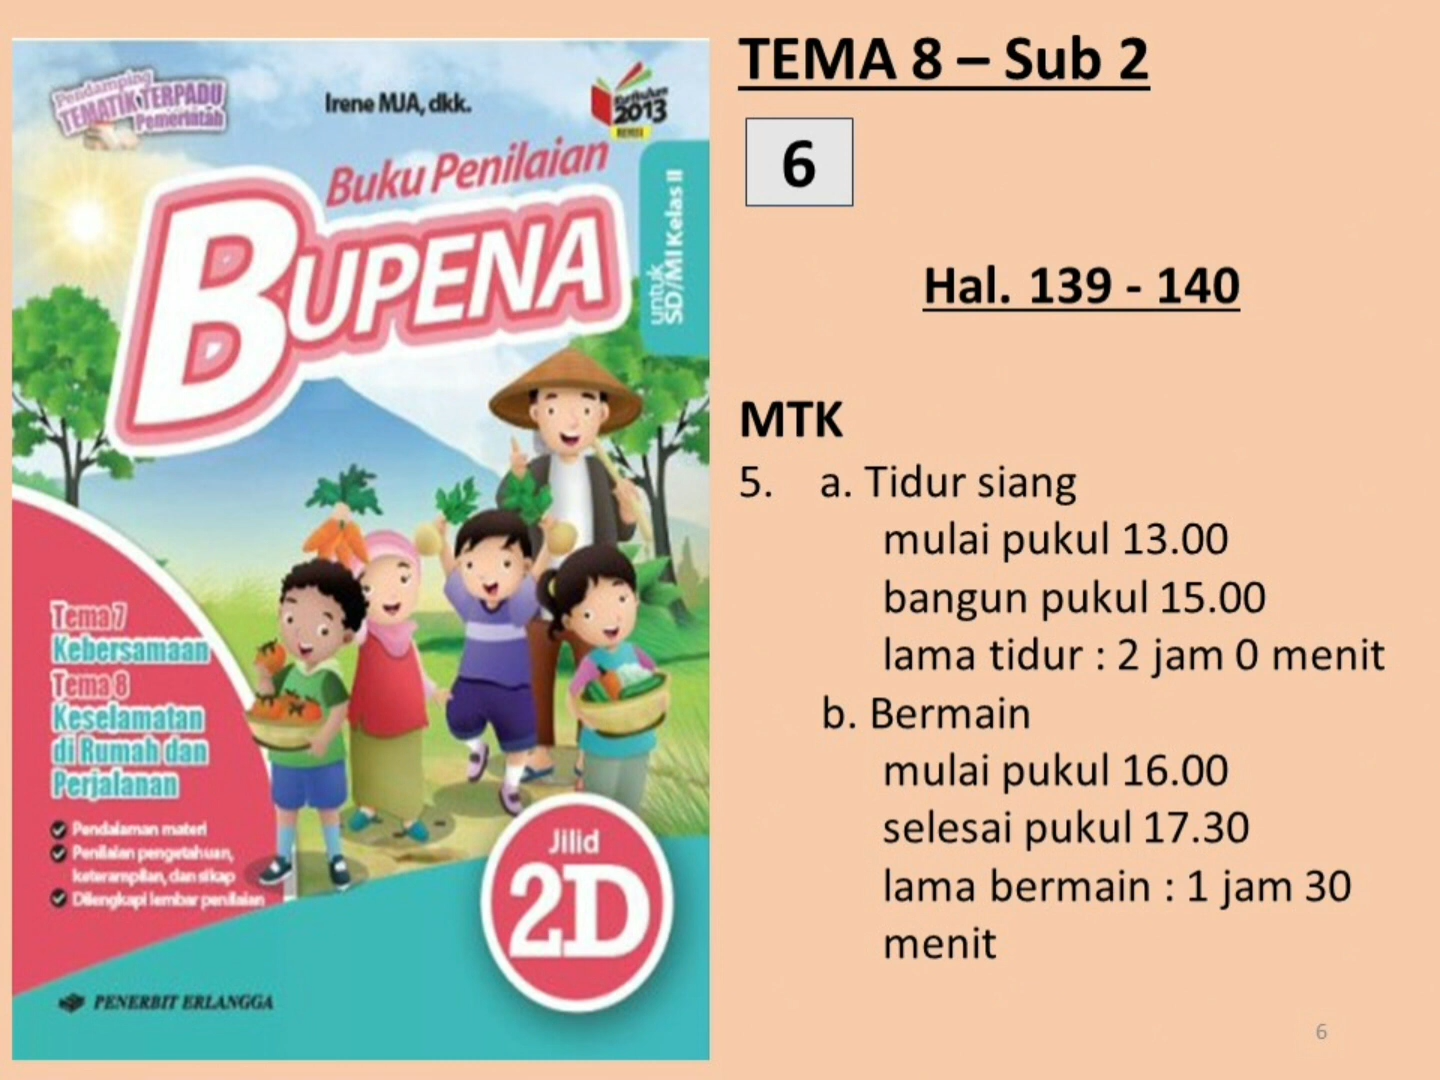 Pendamping
TEMATIK TERPADU
Pemerintah
Irene MJA, dkk.
Kurikulum
2013
REVISI
Buku Penilaian
BUPENA
untuk
SD/MI Kelas II
Tema 7
Kebersamaan
Tema 8
Keselamatan
di Rumah dan
Perjalanan
Pendalaman materi
Penilaian pengetahuan,
keterampilan, dan sikap
Dilengkapi lembar penilaian
Jilid
2D
PENERBIT ERLANGGA
TEMA 8 – Sub 2
6
Hal. 139 - 140
MTK
5. a. Tidur siang
mulai pukul 13.00
bangun pukul 15.00
lama tidur : 2 jam 0 menit
b. Bermain
mulai pukul 16.00
selesai pukul 17.30
lama bermain : 1 jam 30
menit
6